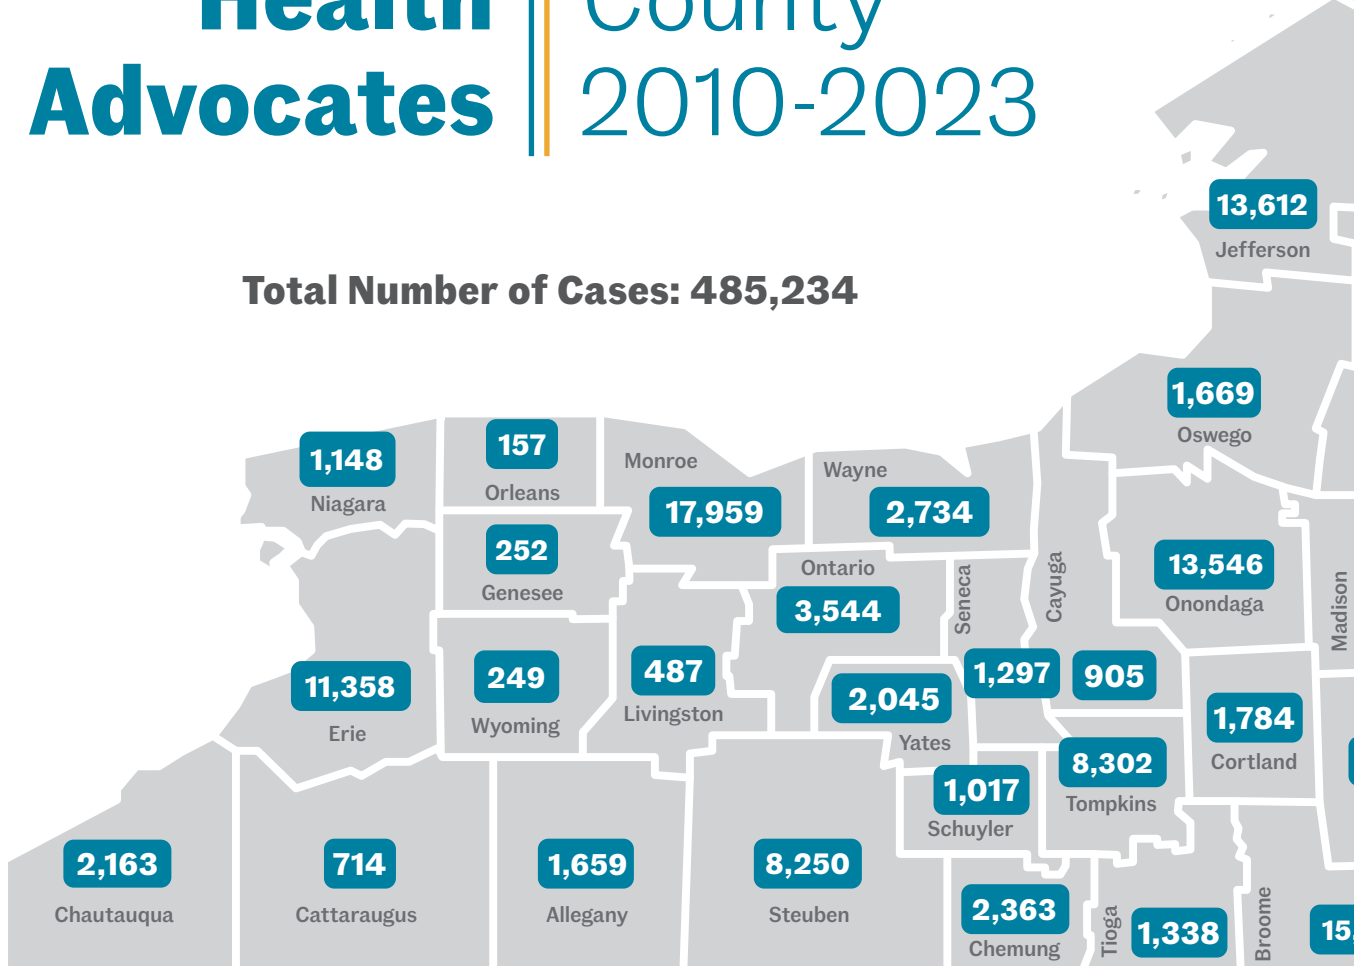 Health
Advocates
County
2010-2023
Total Number of Cases: 485,234
13,612
Jefferson
1,669
Oswego
1,148
Niagara
157
Orleans
Monroe
17,959
Wayne
2,734
252
Genesee
Ontario
3,544
Seneca
1,297
Cayuga
905
13,546
Onondaga
Madison
11,358
Erie
249
Wyoming
487
Livingston
2,045
Yates
1,784
Cortland
8,302
Tompkins
1,017
Schuyler
2,163
Chautauqua
714
Cattaraugus
1,659
Allegany
8,250
Steuben
2,363
Chemung
Tioga
1,338
Broome
15,